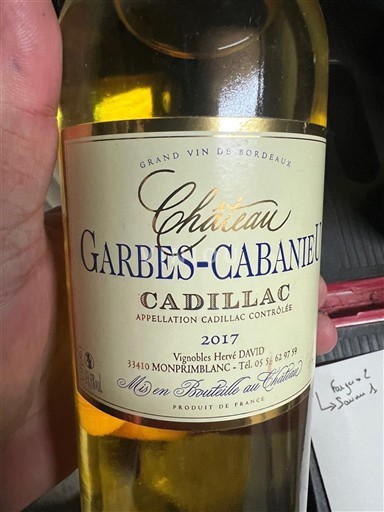 GRAND VIN DE BORDEAUX
Château
GARBES-CABANIEU
CADILLAC
APPELLATION CADILLAC CONTRÔLÉE
2017
Vignobles Hervé DAVID
33410 MONPRIMBLANC - Tél. 05 56 62 97 59
Mis en Bouteille au Château
PRODUIT DE FRANCE